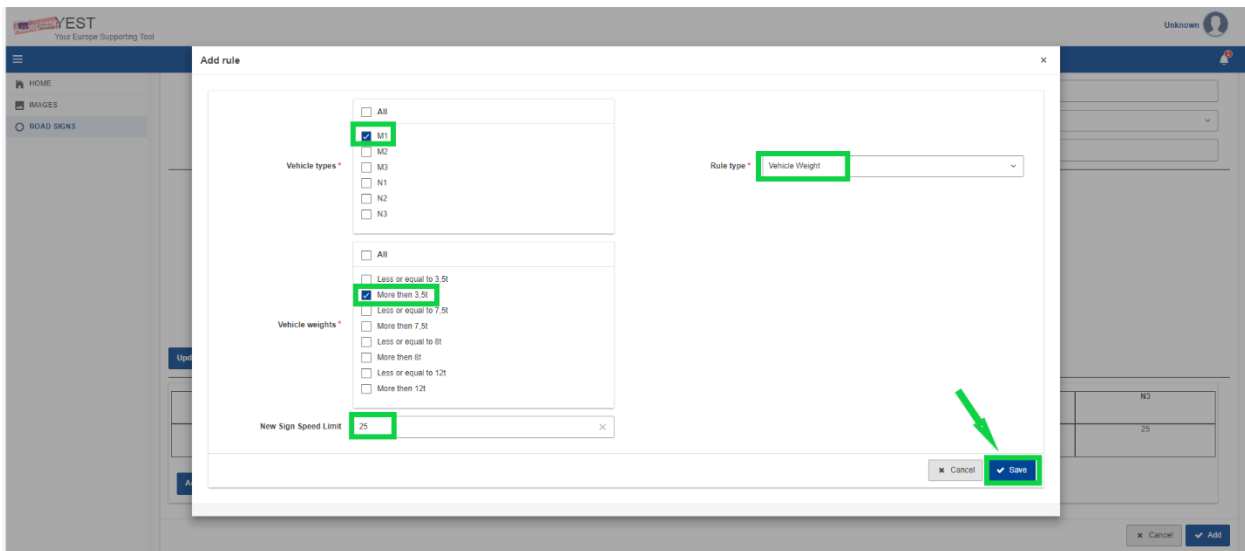 YEST
Your Europe Supporting Tool
Unknown
Add rule
×
HOME
IMAGES
ROAD SIGNS
Vehicle types *
All
M1
M2
M3
N1
N2
N3
Rule type *
Vehicle Weight
Vehicle weights *
All
Less or equal to 3,5t
More then 3,5t
Less or equal to 7,5t
More then 7,5t
Less or equal to 8t
More then 8t
Less or equal to 12t
More then 12t
New Sign Speed Limit
25
Upd
N3
25
Cancel
Save
Cancel
Add